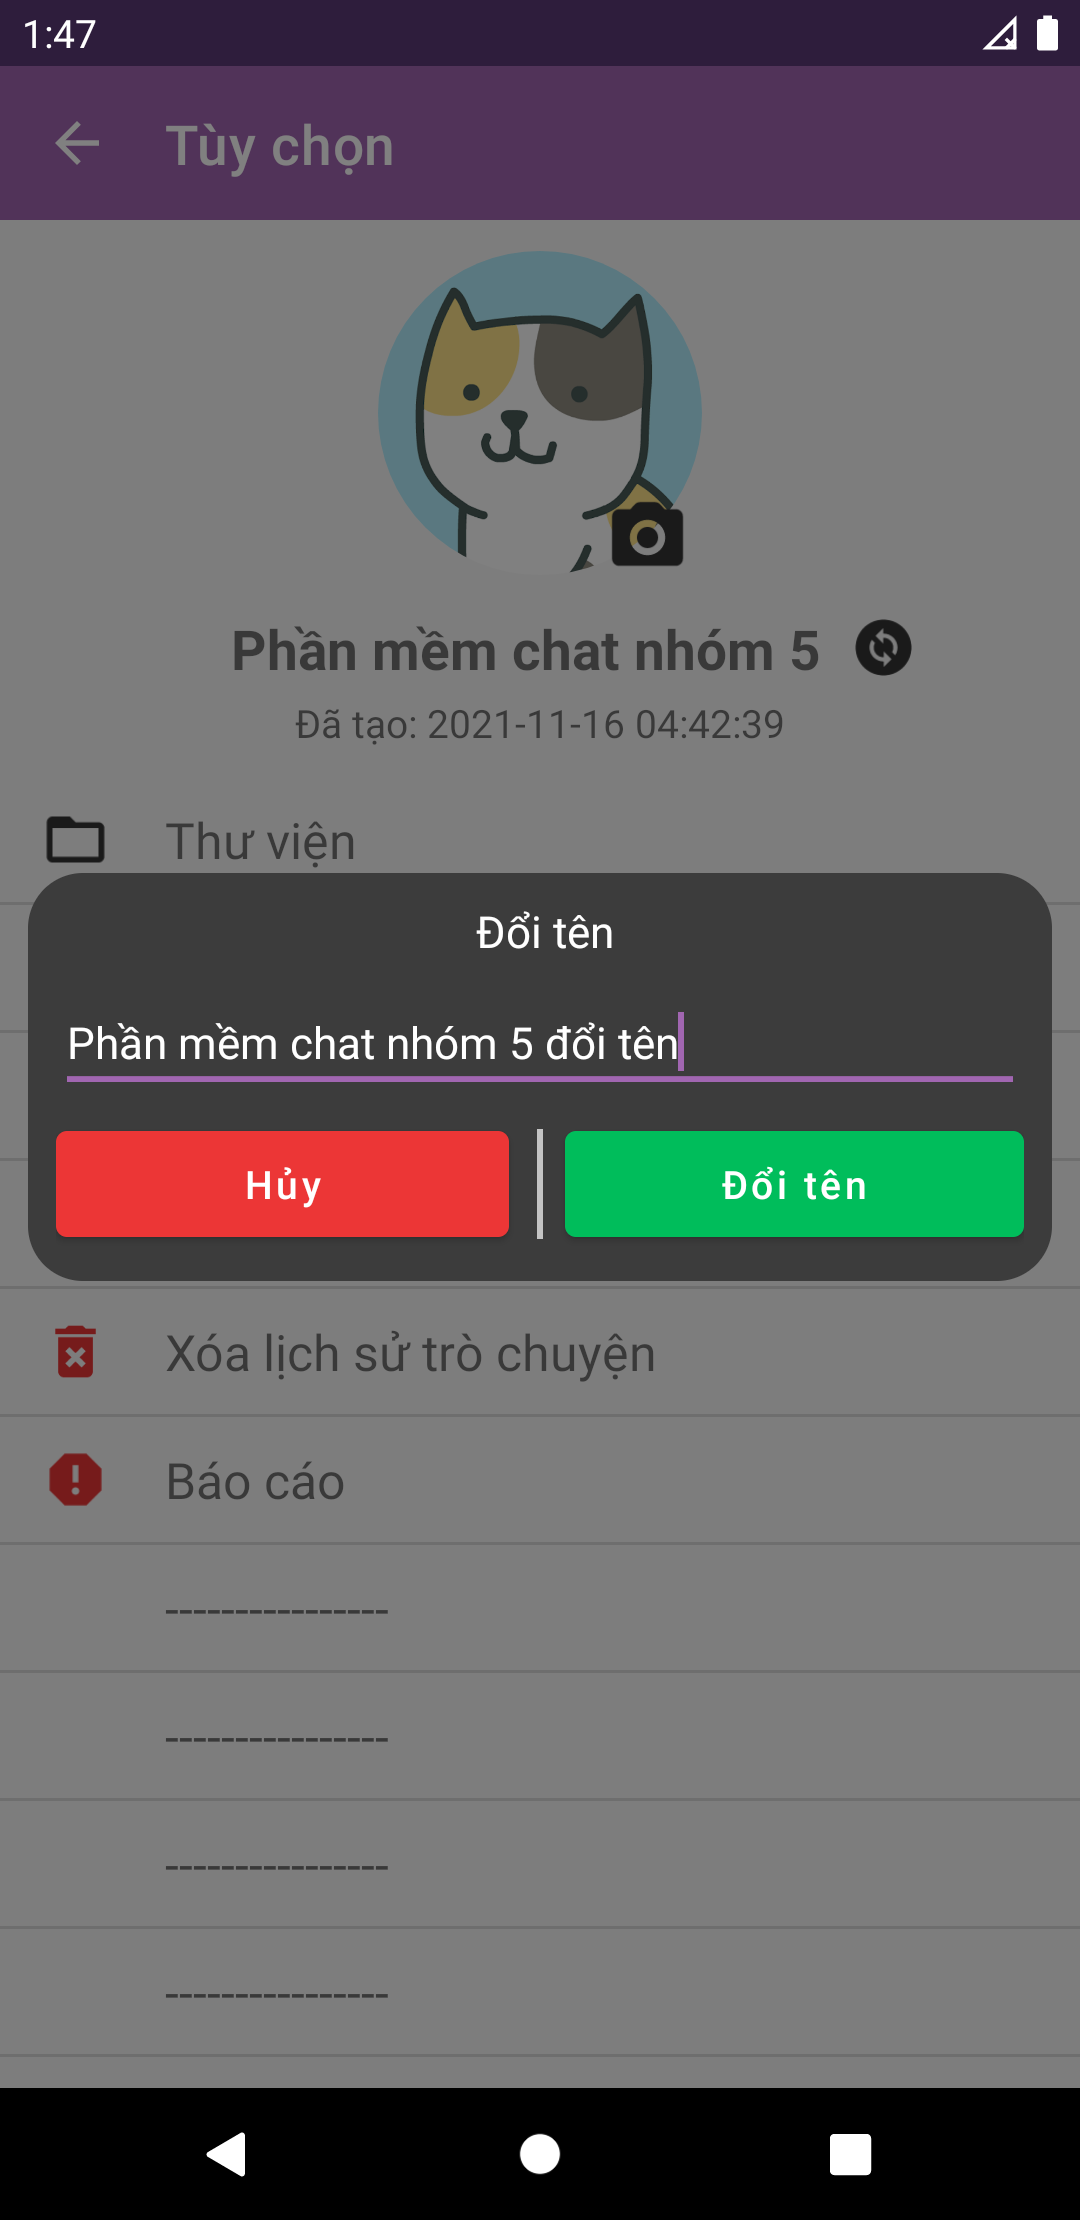 1:47
Tùy chọn
Phần mềm chat nhóm 5
Đã tạo: 2021-11-16 04:42:39
Thư viện
Đổi tên
Phần mềm chat nhóm 5 đổi tên
Hủy
Đổi tên
Xóa lịch sử trò chuyện
Báo cáo
----------------
----------------
----------------
----------------